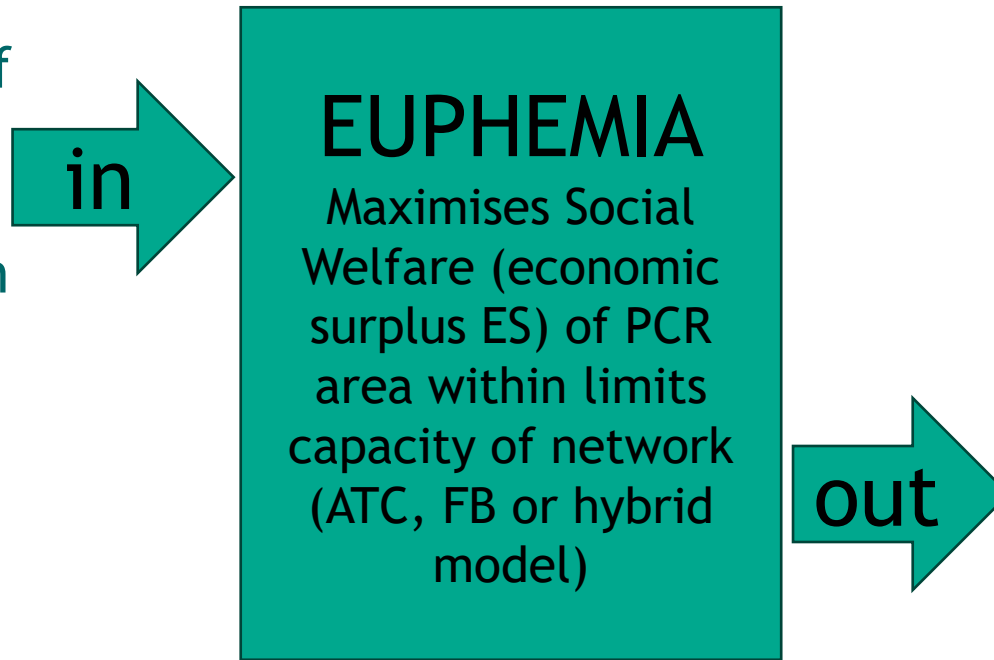 f
in
n
EUPHEMIA
Maximises Social
Welfare (economic
surplus ES) of PCR
area within limits
capacity of network
(ATC, FB or hybrid
model)
out